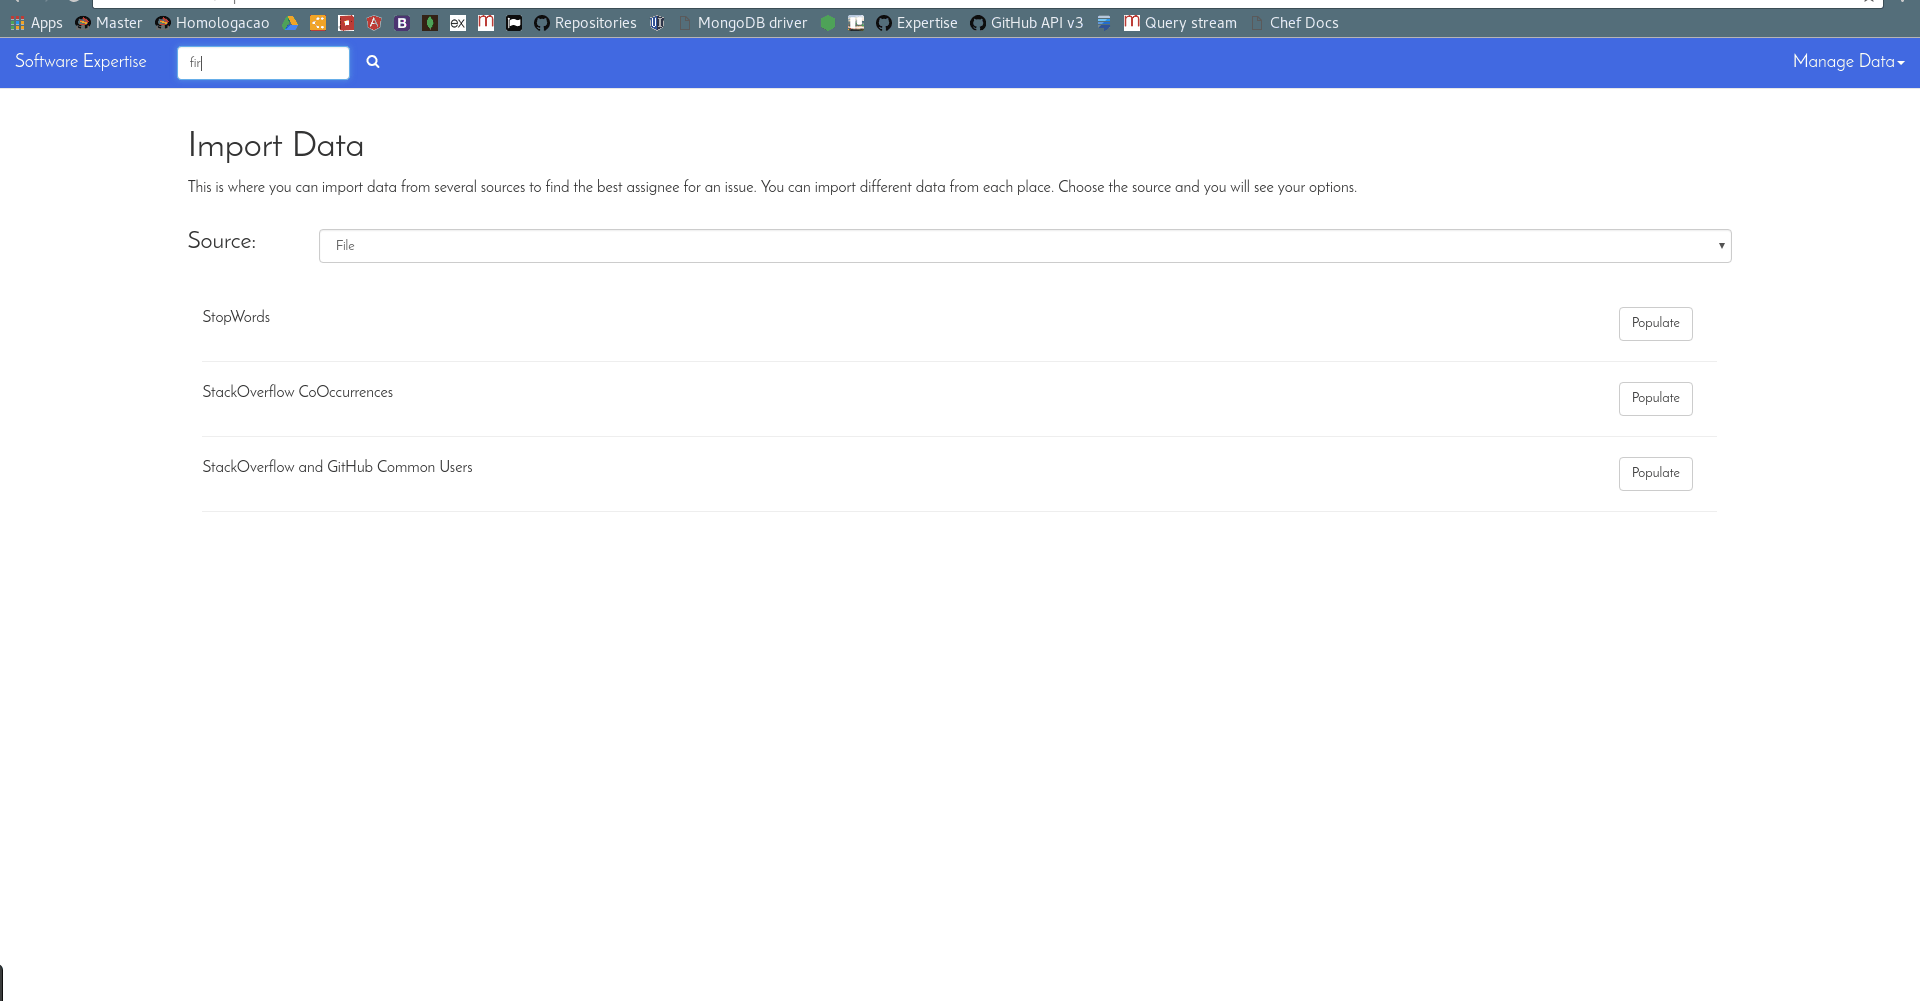 Apps Master Homologacao B ex Repositories MongoDB driver Expertise GitHub API v3 Query stream Chef Docs
Software Expertise fir Manage Data
Import Data
This is where you can import data from several sources to find the best assignee for an issue. You can import different data from each place. Choose the source and you will see your options.
Source: File
StopWords Populate
StackOverflow CoOccurrences Populate
StackOverflow and GitHub Common Users Populate